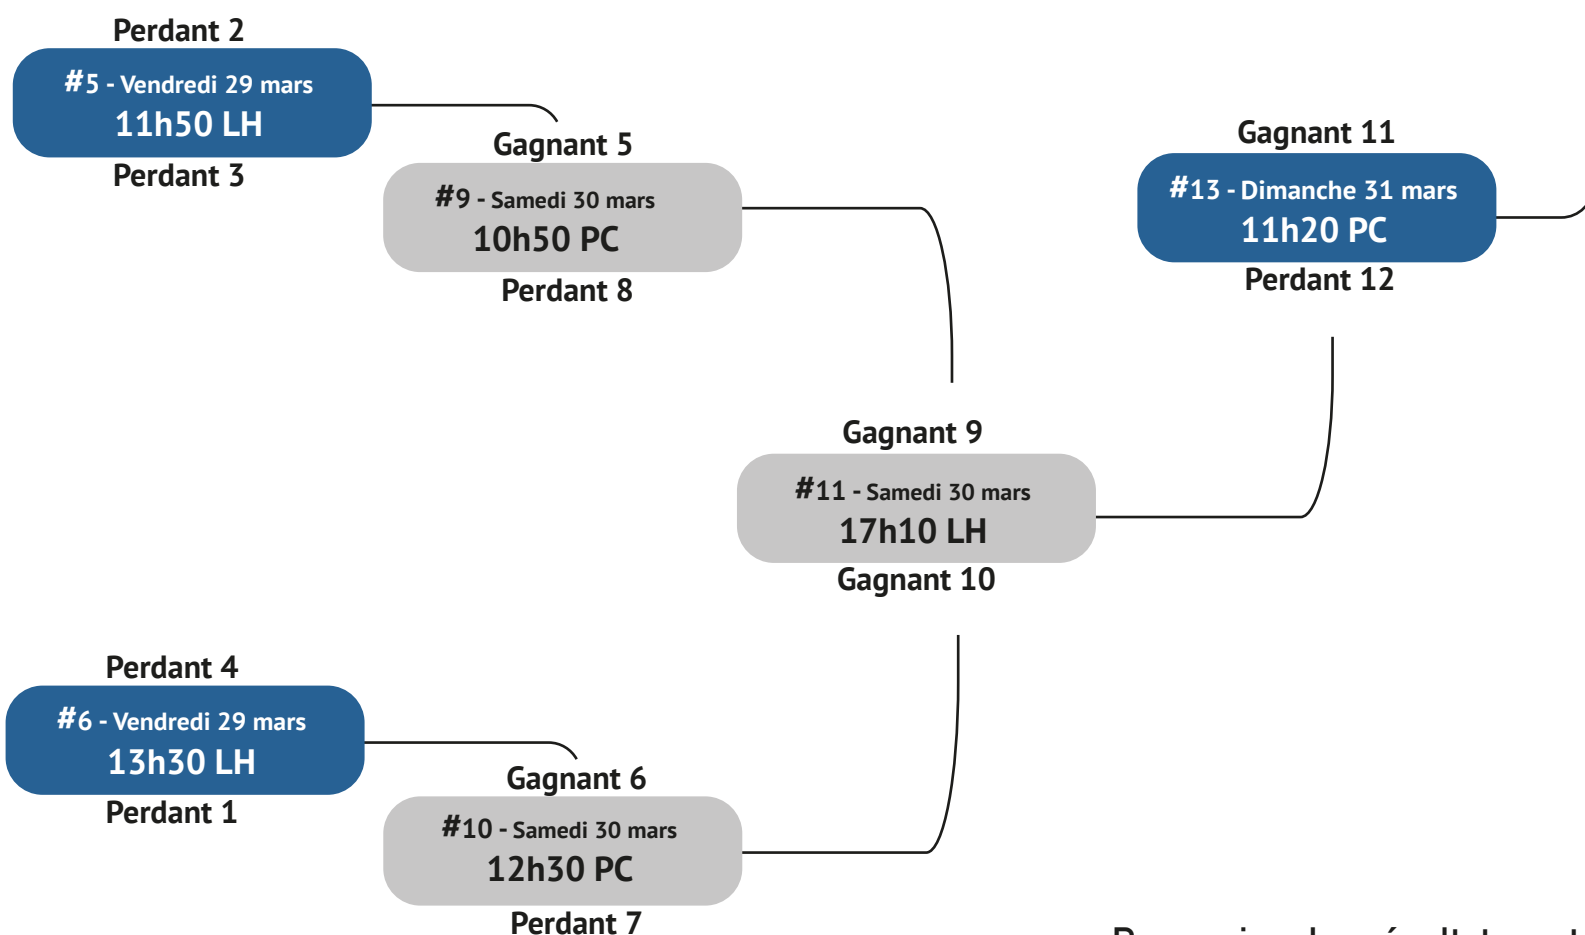 Perdant 2
#5 - Vendredi 29 mars
11h50 LH
Perdant 3
Gagnant 5
#9 - Samedi 30 mars
10h50 PC
Perdant 8
Gagnant 11
#13 - Dimanche 31 mars
11h20 PC
Perdant 12
Gagnant 9
#11 - Samedi 30 mars
17h10 LH
Gagnant 10
Perdant 4
#6 - Vendredi 29 mars
13h30 LH
Perdant 1
Gagnant 6
#10 - Samedi 30 mars
12h30 PC
Perdant 7